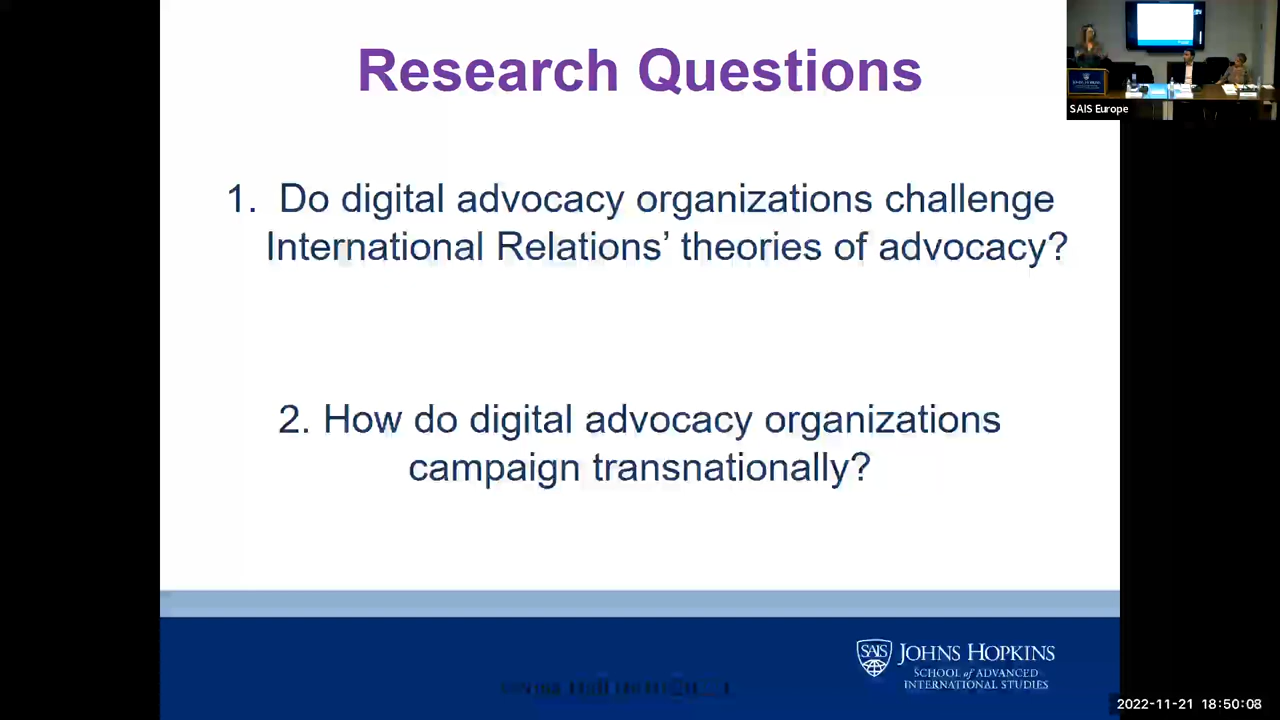 Research Questions
SAIS Europe
1. Do digital advocacy organizations challenge
International Relations’ theories of advocacy?
2. How do digital advocacy organizations
campaign transnationally?
SAIS
JOHNS HOPKINS
SCHOOL of ADVANCED
INTERNATIONAL STUDIES
2022-11-21 18:50:08